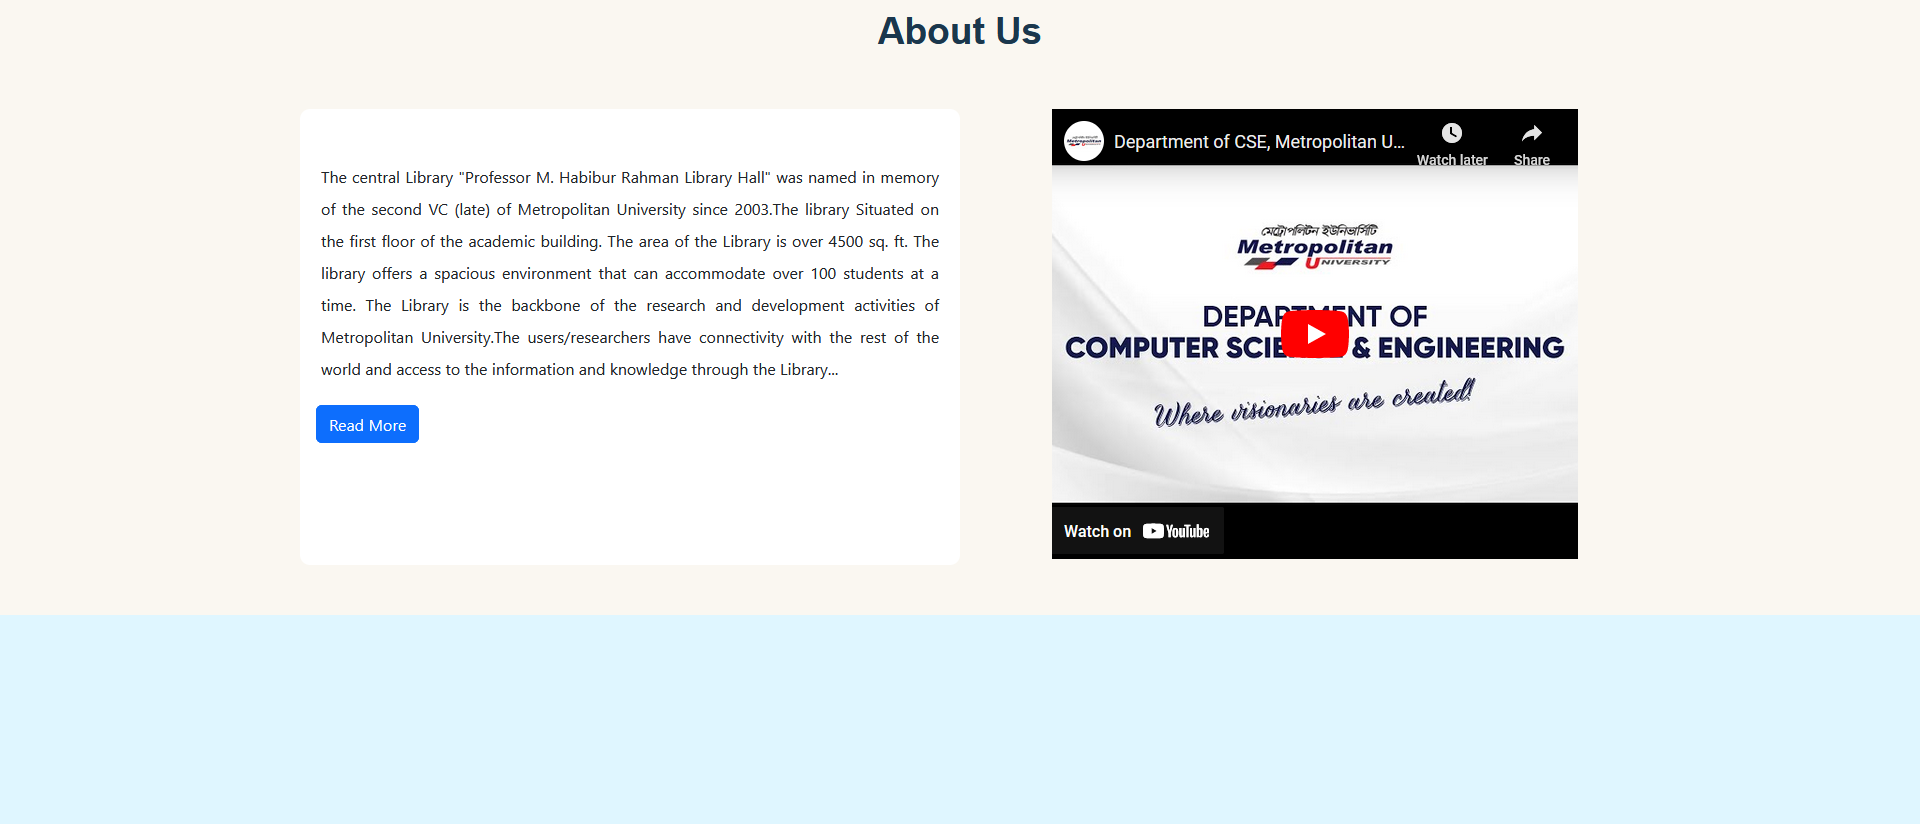 About Us
The central Library "Professor M. Habibur Rahman Library Hall" was named in memory
of the second VC (late) of Metropolitan University since 2003.The library Situated on
the first floor of the academic building. The area of the Library is over 4500 sq. ft. The
library offers a spacious environment that can accommodate over 100 students at a
time. The Library is the backbone of the research and development activities of
Metropolitan University.The users/researchers have connectivity with the rest of the
world and access to the information and knowledge through the Library...
Read More
Department of CSE, Metropolitan U...
Watch later
Share
মেট্রোপলিটন ইউনিভার্সিটি
Metropolitan
UNIVERSITY
DEPARTMENT OF
COMPUTER SCIENCE & ENGINEERING
Where visionaries are created!
Watch on YouTube